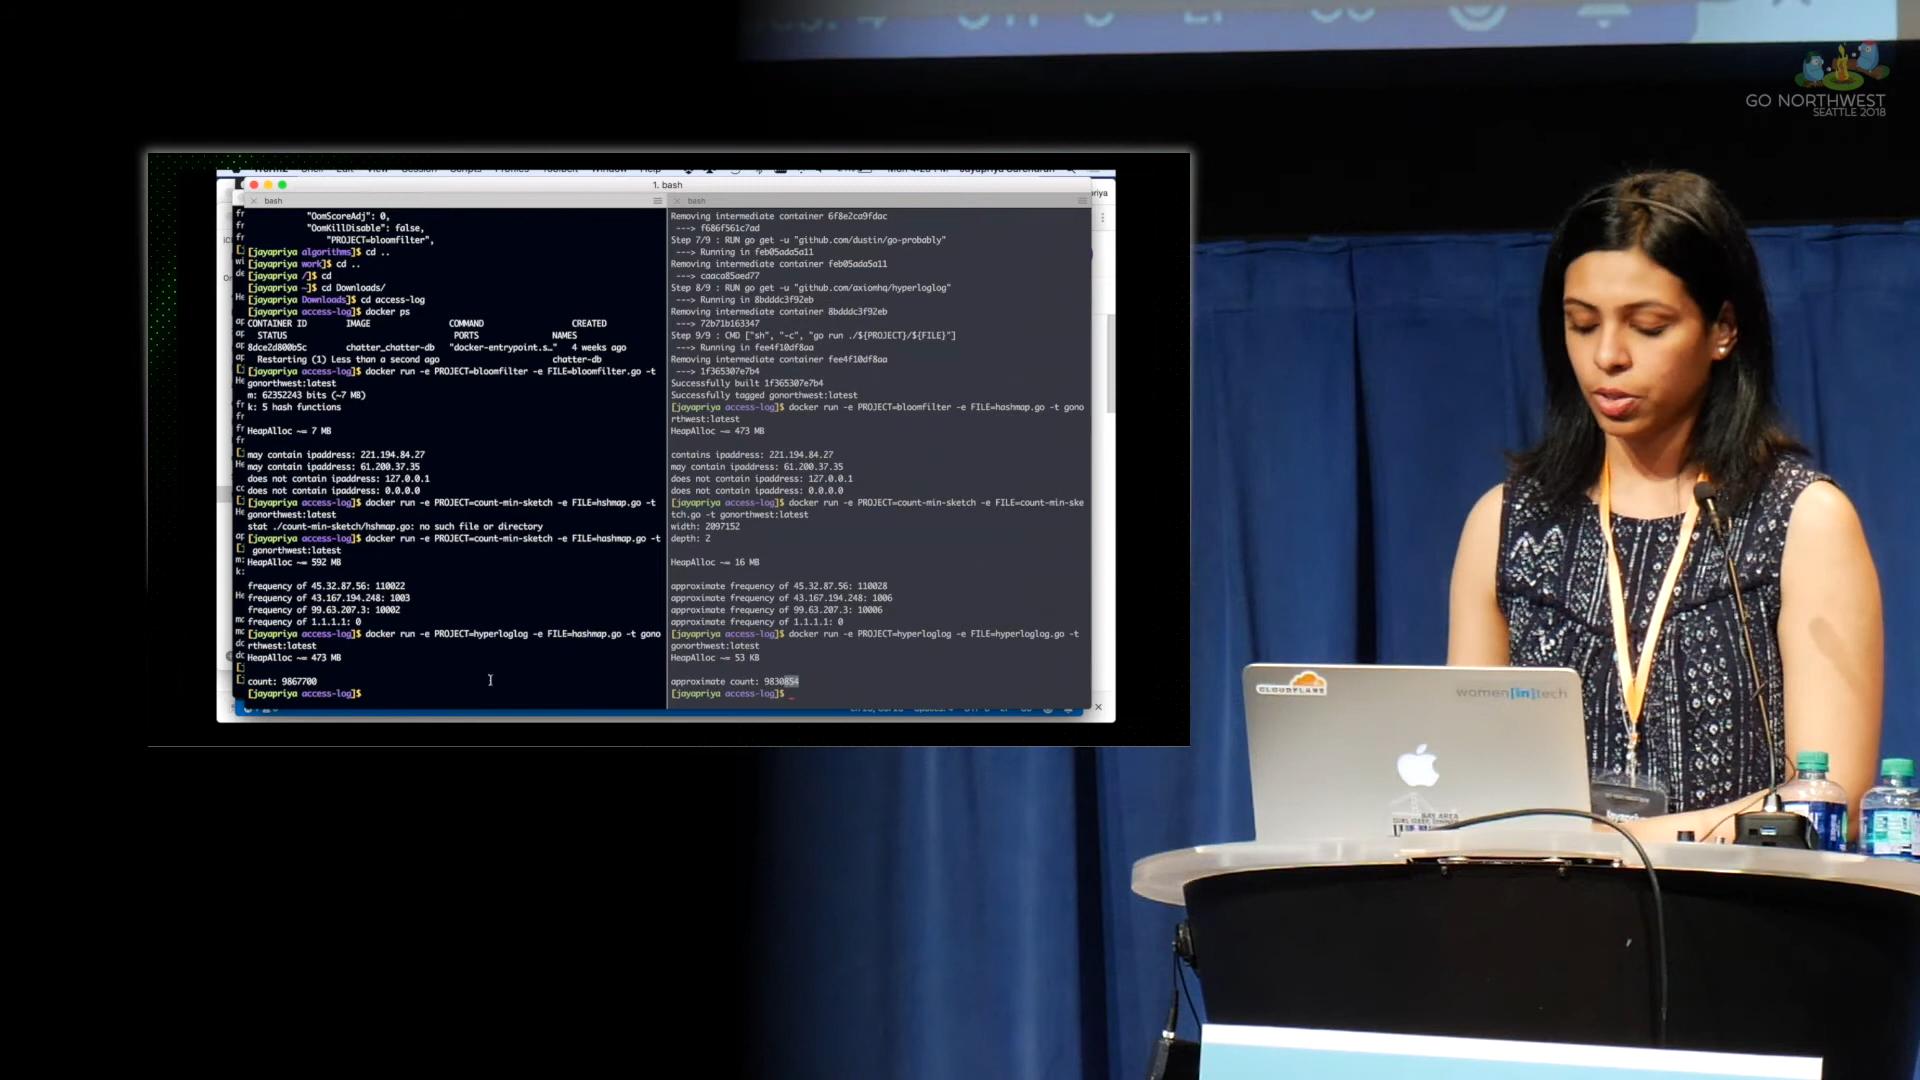 GO NORTHWEST
SEATTLE 2018
1. bash
bash
"OomScoreAdj": 0,
"OomKillDisable": false,
"PROJECT=bloomfilter",
[jayapriya algorithms]$ cd ..
[jayapriya work]$ cd ..
[jayapriya /]$ cd
[jayapriya ~]$ cd Downloads/
[jayapriya Downloads]$ cd access-log
[jayapriya access-log]$ docker ps
CONTAINER ID IMAGE COMMAND CREATED
STATUS PORTS NAMES
8dce2d800b5c chatter_chatter-db "docker-entrypoint.s…" 4 weeks ago
Restarting (1) Less than a second ago chatter-db
[jayapriya access-log]$ docker run -e PROJECT=bloomfilter -e FILE=bloomfilter.go -t
gonorthwest:latest
m: 62352243 bits (~7 MB)
k: 5 hash functions
HeapAlloc ~= 7 MB
may contain ipaddress: 221.194.84.27
may contain ipaddress: 61.200.37.35
does not contain ipaddress: 127.0.0.1
does not contain ipaddress: 0.0.0.0
[jayapriya access-log]$ docker run -e PROJECT=count-min-sketch -e FILE=hshmap.go -t
gonorthwest:latest
stat ./count-min-sketch/hshmap.go: no such file or directory
[jayapriya access-log]$ docker run -e PROJECT=count-min-sketch -e FILE=hashmap.go -t
gonorthwest:latest
HeapAlloc ~= 592 MB
frequency of 45.32.87.56: 110022
frequency of 43.167.194.248: 1003
frequency of 99.63.207.3: 10002
frequency of 1.1.1.1: 0
[jayapriya access-log]$ docker run -e PROJECT=hyperloglog -e FILE=hashmap.go -t gono
rthwest:latest
HeapAlloc ~= 473 MB
count: 9867700
[jayapriya access-log]$
bash
Removing intermediate container 6f8e2ca9fdac
---> f686f561c7ad
Step 7/9 : RUN go get -u "github.com/dustin/go-probably"
---> Running in feb05ada5a11
Removing intermediate container feb05ada5a11
---> caaca85aed77
Step 8/9 : RUN go get -u "github.com/axiomhq/hyperloglog"
---> Running in 8bdddc3f92eb
Removing intermediate container 8bdddc3f92eb
---> 72b71b163347
Step 9/9 : CMD ["sh", "-c", "go run ./${PROJECT}/${FILE}"]
---> Running in fee4f10df8aa
Removing intermediate container fee4f10df8aa
---> 1f365307e7b4
Successfully built 1f365307e7b4
Successfully tagged gonorthwest:latest
[jayapriya access-log]$ docker run -e PROJECT=bloomfilter -e FILE=hashmap.go -t gono
rthwest:latest
HeapAlloc ~= 473 MB
contains ipaddress: 221.194.84.27
may contain ipaddress: 61.200.37.35
does not contain ipaddress: 127.0.0.1
does not contain ipaddress: 0.0.0.0
[jayapriya access-log]$ docker run -e PROJECT=count-min-sketch -e FILE=count-min-ske
tch.go -t gonorthwest:latest
width: 2097152
depth: 2
HeapAlloc ~= 16 MB
approximate frequency of 45.32.87.56: 110028
approximate frequency of 43.167.194.248: 1006
approximate frequency of 99.63.207.3: 10006
approximate frequency of 1.1.1.1: 0
[jayapriya access-log]$ docker run -e PROJECT=hyperloglog -e FILE=hyperloglog.go -t
gonorthwest:latest
HeapAlloc ~= 53 KB
approximate count: 9830854
[jayapriya access-log]$
CLOUDFLARE
women[in]tech